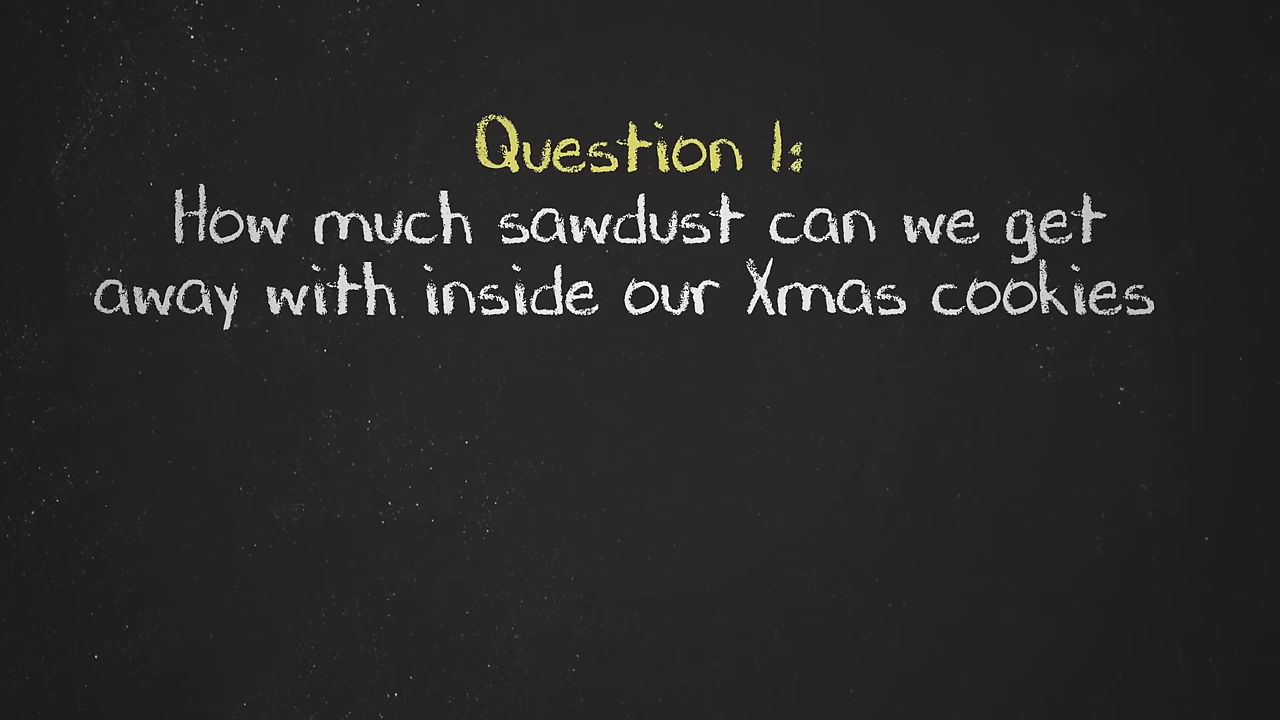 Question 1:
How much sawdust can we get
away with inside our Xmas cookies